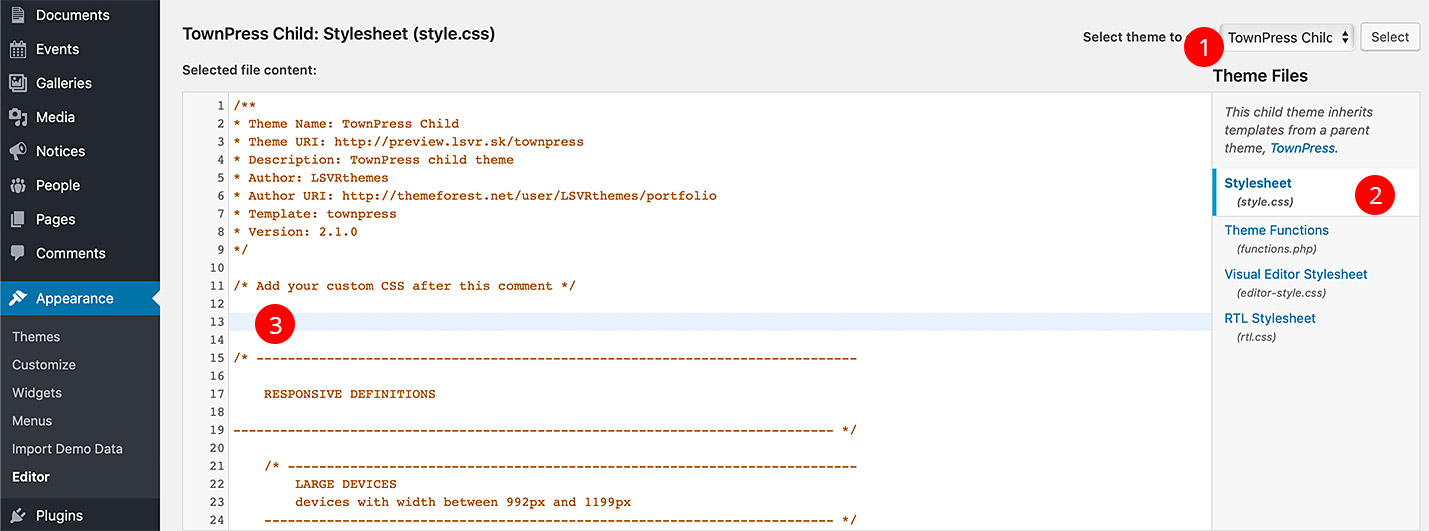 Documents
Events
Galleries
Media
Notices
People
Pages
Comments
Appearance
Themes
Customize
Widgets
Menus
Import Demo Data
Editor
Plugins
TownPress Child: Stylesheet (style.css)
Select theme to
1
TownPress Chilc
Select
Selected file content:
1 /**
2 * Theme Name: TownPress Child
3 * Theme URI: http://preview.lsvr.sk/townpress
4 * Description: TownPress child theme
5 * Author: LSVRthemes
6 * Author URI: http://themeforest.net/user/LSVRthemes/portfolio
7 * Template: townpress
8 * Version: 2.1.0
9 */
10
11 /* Add your custom CSS after this comment */
12
13 3
14
15 /* -----------------------------------------------------------------------------
16
17 RESPONSIVE DEFINITIONS
18
19 ----------------------------------------------------------------------------- */
20
21 /* -------------------------------------------------------------------------
22 LARGE DEVICES
23 devices with width between 992px and 1199px
24 ------------------------------------------------------------------------- */
Theme Files
This child theme inherits
templates from a parent
theme, TownPress.
Stylesheet
(style.css)
2
Theme Functions
(functions.php)
Visual Editor Stylesheet
(editor-style.css)
RTL Stylesheet
(rtl.css)